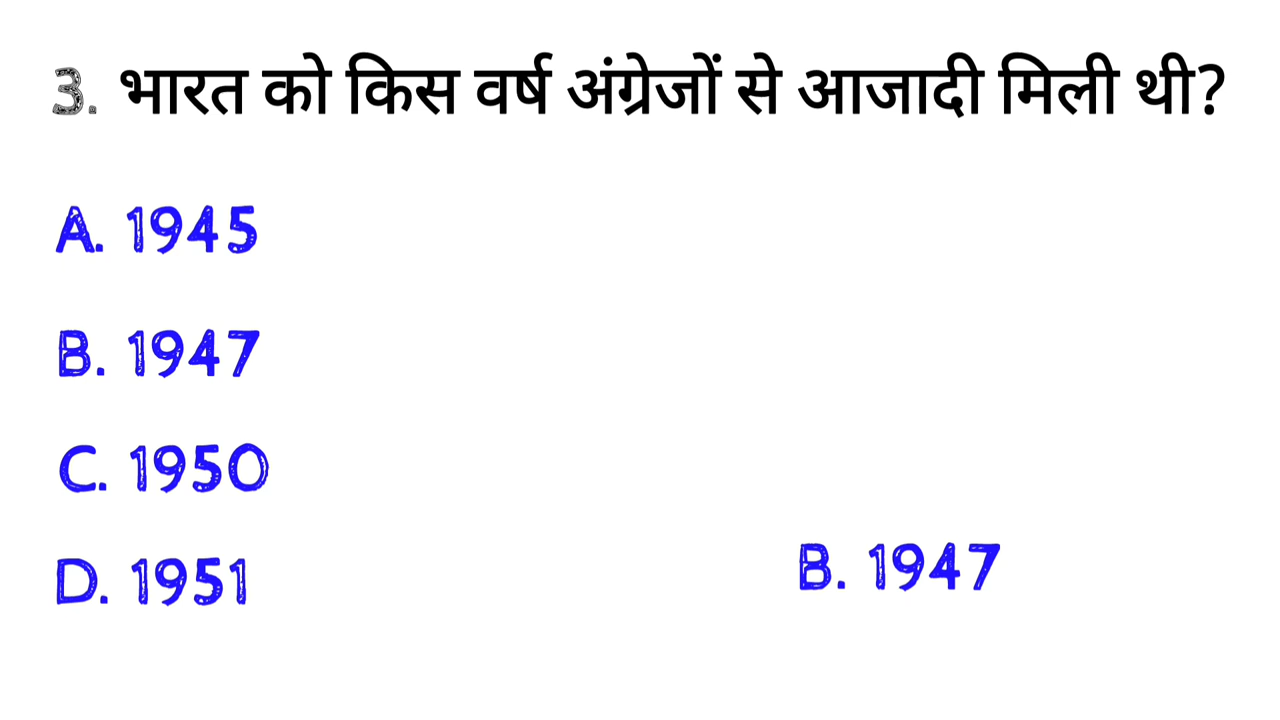 3. भारत को किस वर्ष अंग्रेजों से आजादी मिली थी?
A. 1945
B. 1947
C. 1950
D. 1951
B. 1947